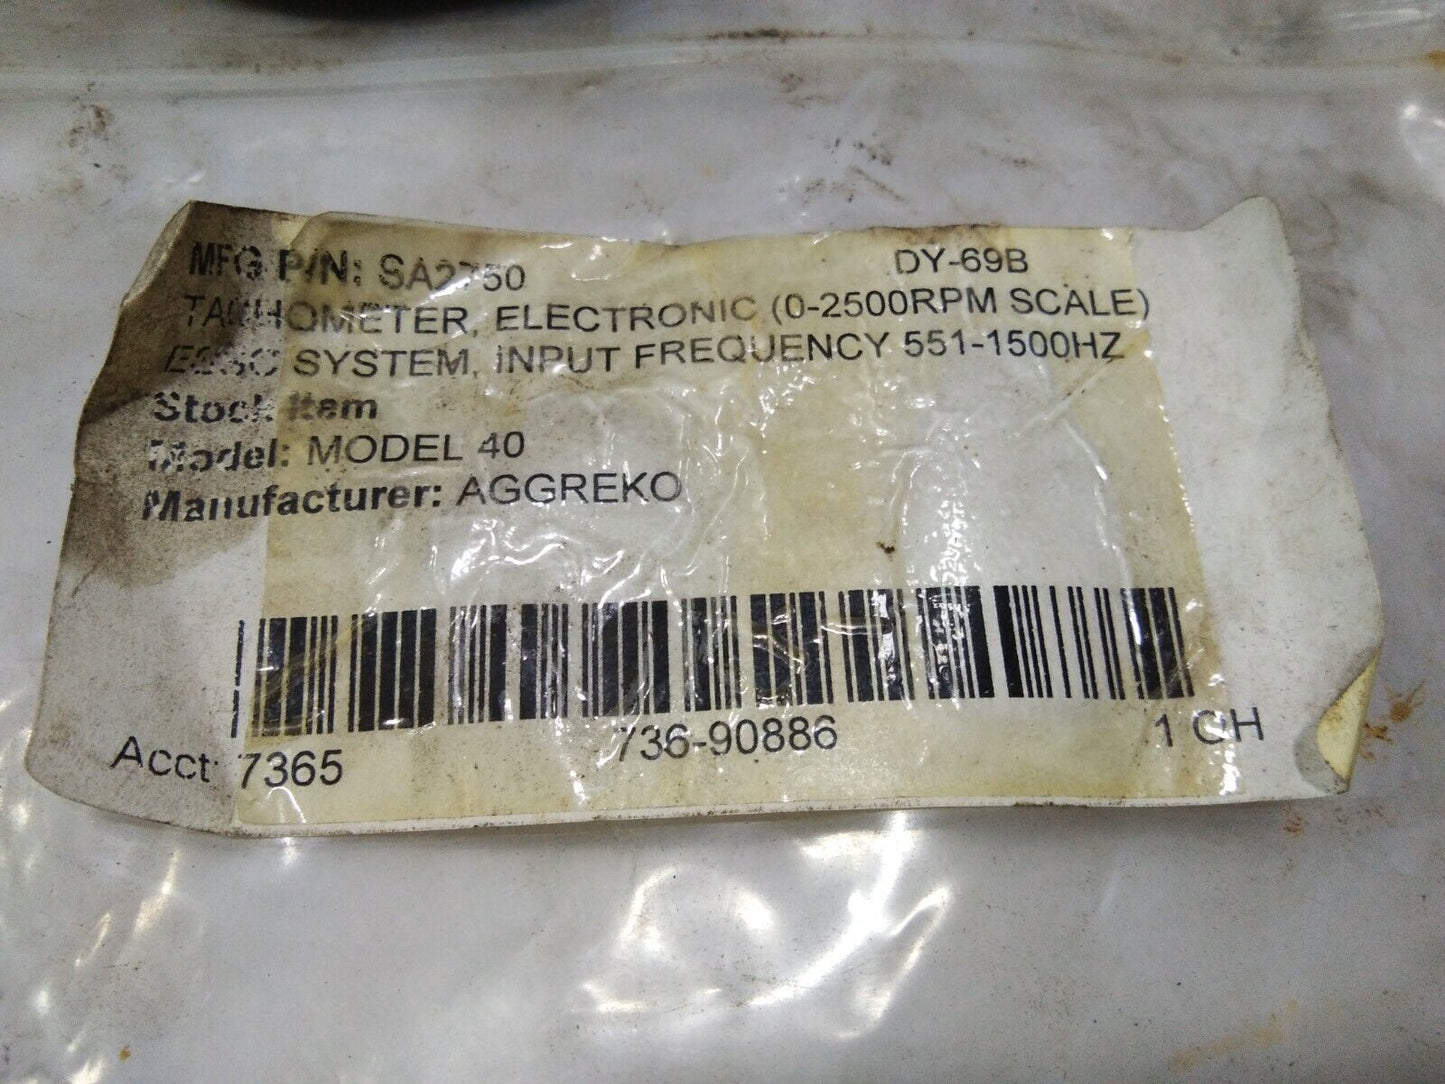 MFG P/N: SA2750 DY-69B
TACHOMETER, ELECTRONIC (0-2500RPM SCALE)
SYSTEM, INPUT FREQUENCY 551-1500HZ
Stock Item
Model: MODEL 40
Manufacturer: AGGREKO
Acct: 7365 736-90886 1 OH